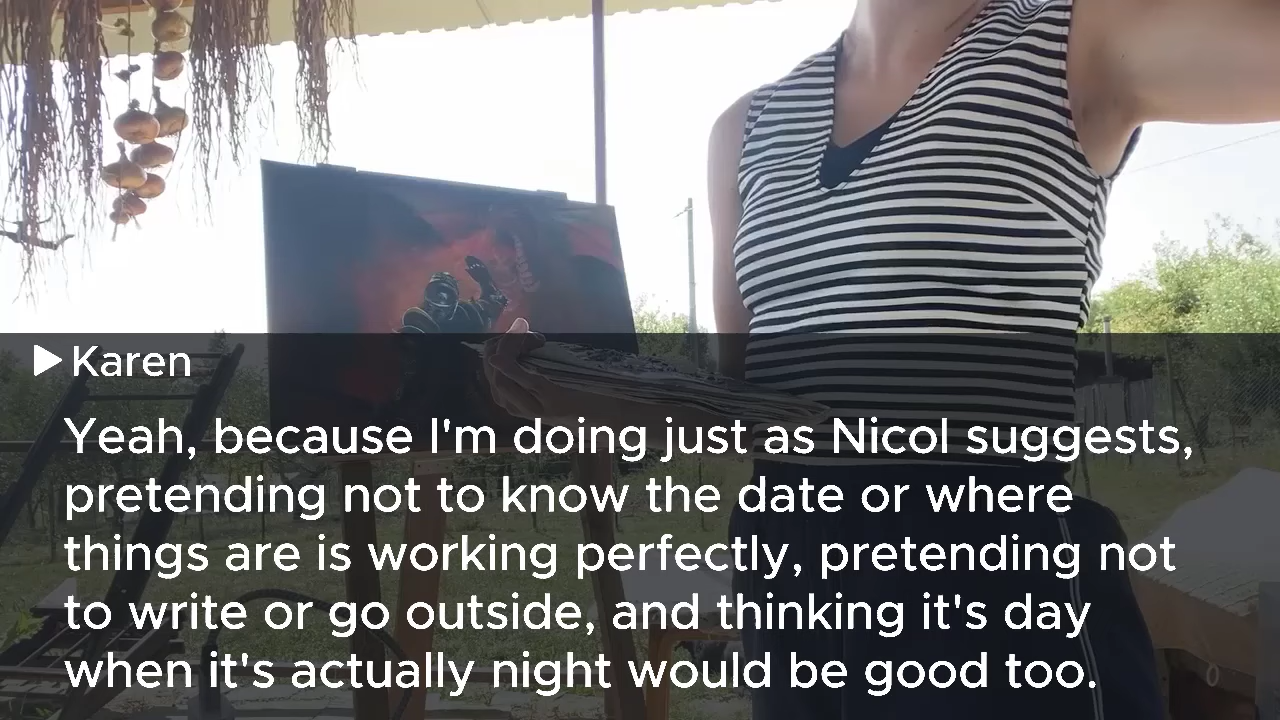 Karen
Yeah, because I'm doing just as Nicol suggests,
pretending not to know the date or where
things are is working perfectly, pretending not
to write or go outside, and thinking it's day
when it's actually night would be good too.